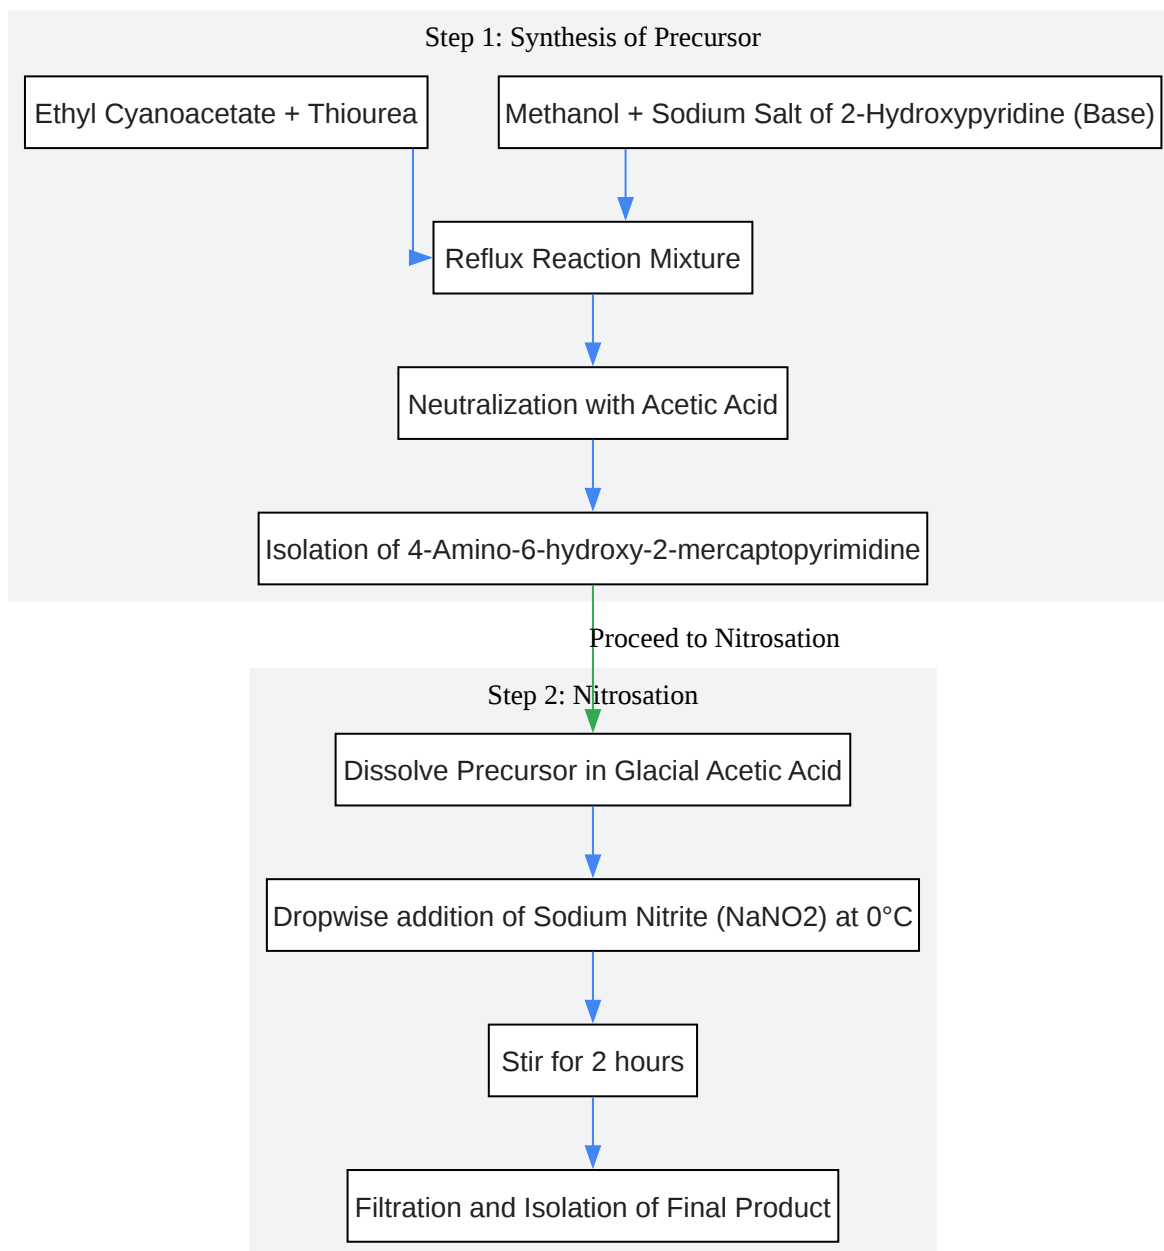 Step 1: Synthesis of Precursor
Ethyl Cyanoacetate + Thiourea
Methanol + Sodium Salt of 2-Hydroxypyridine (Base)
Reflux Reaction Mixture
Neutralization with Acetic Acid
Isolation of 4-Amino-6-hydroxy-2-mercaptopyrimidine
Proceed to Nitrosation
Step 2: Nitrosation
Dissolve Precursor in Glacial Acetic Acid
Dropwise addition of Sodium Nitrite (NaNO2) at 0°C
Stir for 2 hours
Filtration and Isolation of Final Product